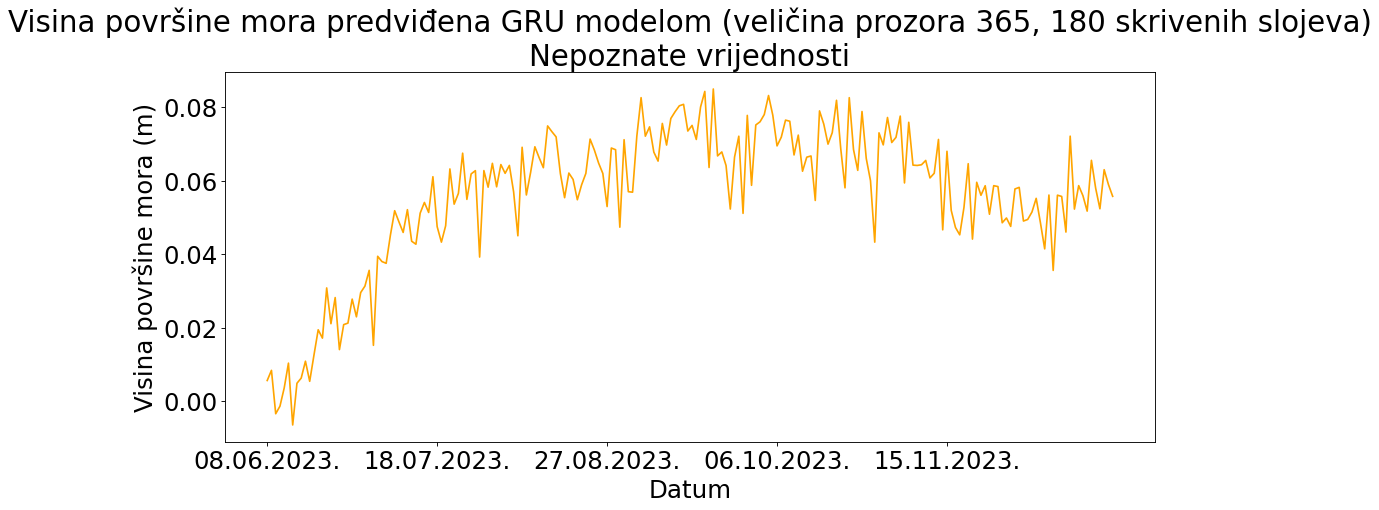 Visina površine mora predviđena GRU modelom (veličina prozora 365, 180 skrivenih slojeva)
Nepoznate vrijednosti
Visina površine mora (m)
0.08
0.06
0.04
0.02
0.00
08.06.2023. 18.07.2023. 27.08.2023. 06.10.2023. 15.11.2023.
Datum